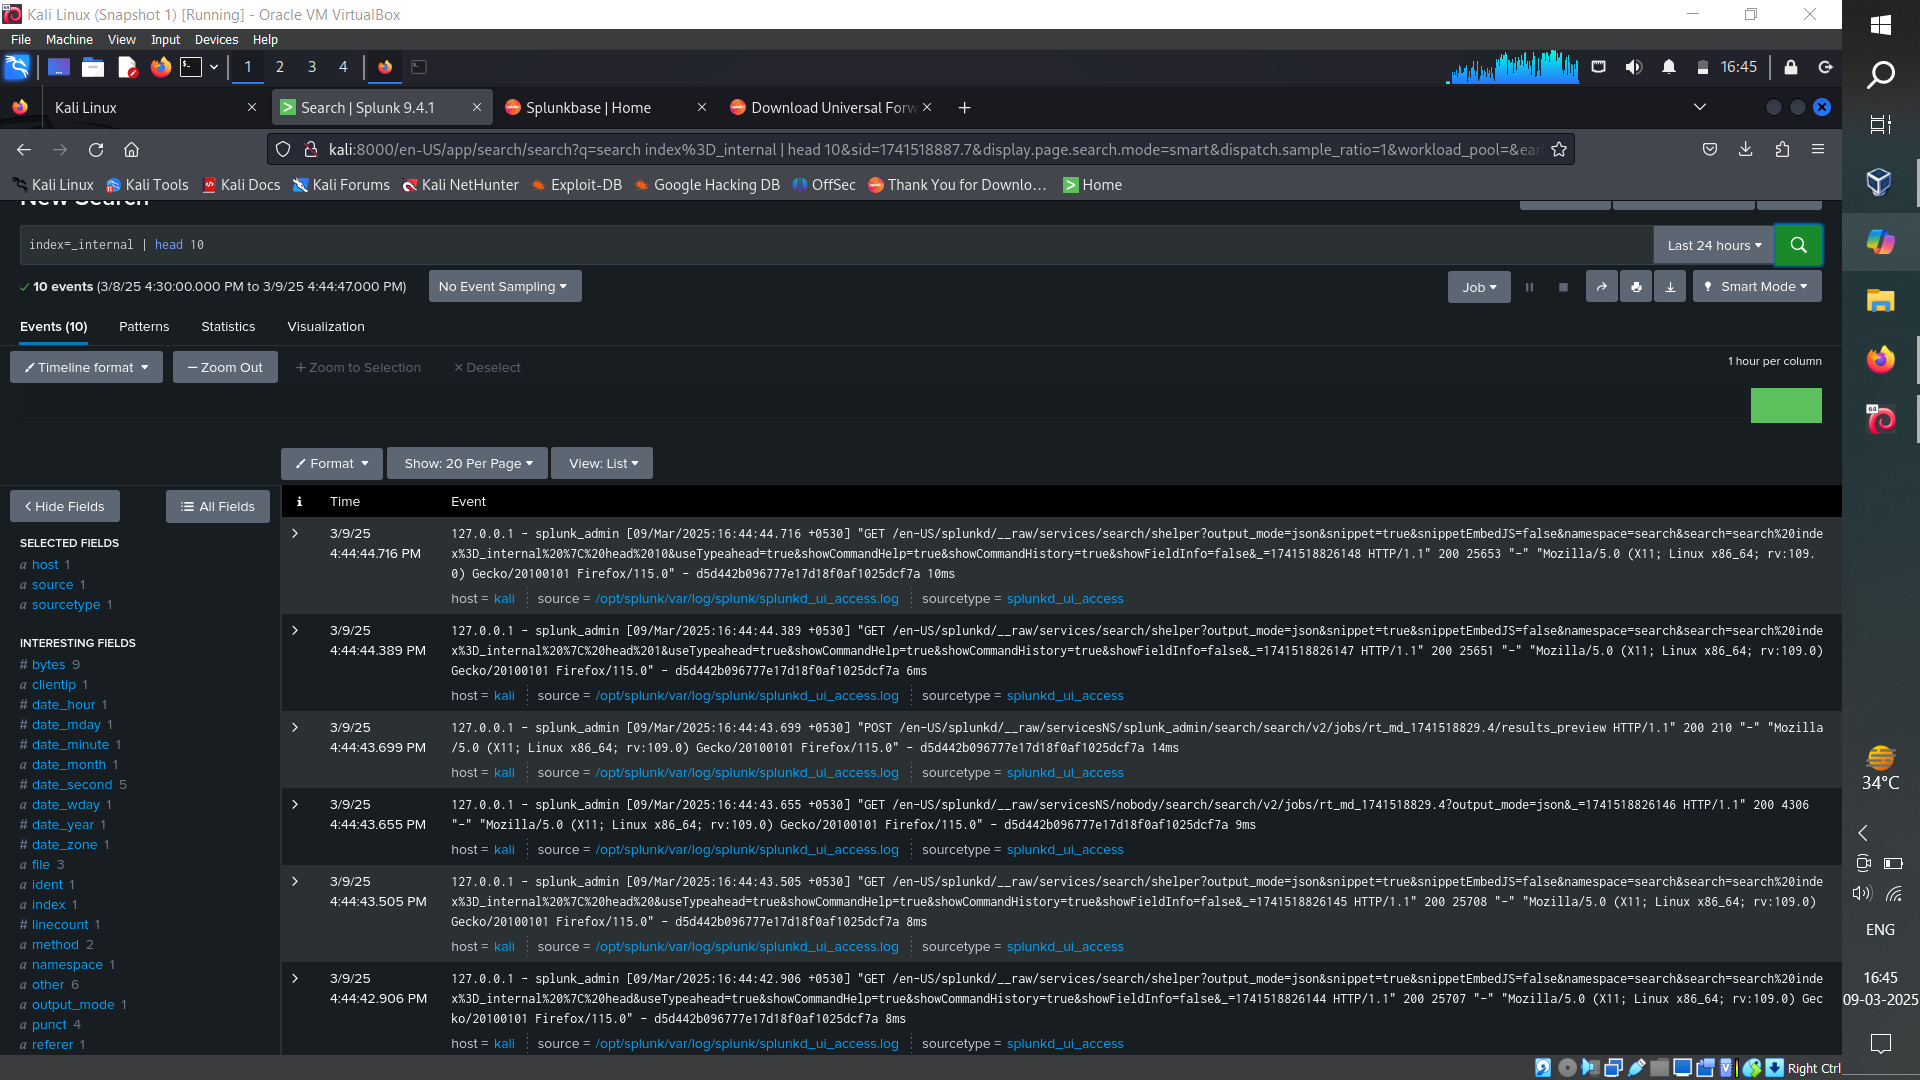 Kali Linux (Snapshot 1) [Running] - Oracle VM VirtualBox
File Machine View Input Devices Help
1 2 3 4 16:45
Kali Linux
Search | Splunk 9.4.1
Splunkbase | Home
Download Universal Forw
kali:8000/en-US/app/search/search?q=search index%3D_internal | head 10&sid=1741518887.7&display.page.search.mode=smart&dispatch.sample_ratio=1&workload_pool=&ear
Kali Linux Kali Tools Kali Docs Kali Forums Kali NetHunter Exploit-DB Google Hacking DB OffSec Thank You for Downlo… Home
New Search
index=_internal | head 10
Last 24 hours
10 events (3/8/25 4:30:00.000 PM to 3/9/25 4:44:47.000 PM)
No Event Sampling
Job
Smart Mode
Events (10) Patterns Statistics Visualization
Timeline format
Zoom Out
Zoom to Selection
Deselect
1 hour per column
Format
Show: 20 Per Page
View: List
Hide Fields
All Fields
SELECTED FIELDS
a host 1
a source 1
a sourcetype 1
INTERESTING FIELDS
# bytes 9
a clientip 1
# date_hour 1
# date_mday 1
# date_minute 1
a date_month 1
# date_second 5
a date_wday 1
# date_year 1
# date_zone 1
a file 3
a ident 1
a index 1
# linecount 1
a method 2
a namespace 1
a other 6
a output_mode 1
a punct 4
a referer 1
i Time Event
3/9/25
4:44:44.716 PM
127.0.0.1 - splunk_admin [09/Mar/2025:16:44:44.716 +0530] "GET /en-US/splunkd/__raw/services/search/shelper?output_mode=json&snippet=true&snippetEmbedJS=false&namespace=search&search=search%20inde
x%3D_internal%20%7C%20head%2010&useTypeahead=true&showCommandHelp=true&showCommandHistory=true&showFieldInfo=false&_=1741518826148 HTTP/1.1" 200 25653 "-" "Mozilla/5.0 (X11; Linux x86_64; rv:109.
0) Gecko/20100101 Firefox/115.0" - d5d442b096777e17d18f0af1025dcf7a 10ms
host = kali source = /opt/splunk/var/log/splunk/splunkd_ui_access.log sourcetype = splunkd_ui_access
3/9/25
4:44:44.389 PM
127.0.0.1 - splunk_admin [09/Mar/2025:16:44:44.389 +0530] "GET /en-US/splunkd/__raw/services/search/shelper?output_mode=json&snippet=true&snippetEmbedJS=false&namespace=search&search=search%20inde
x%3D_internal%20%7C%20head%201&useTypeahead=true&showCommandHelp=true&showCommandHistory=true&showFieldInfo=false&_=1741518826147 HTTP/1.1" 200 25651 "-" "Mozilla/5.0 (X11; Linux x86_64; rv:109.0)
Gecko/20100101 Firefox/115.0" - d5d442b096777e17d18f0af1025dcf7a 6ms
host = kali source = /opt/splunk/var/log/splunk/splunkd_ui_access.log sourcetype = splunkd_ui_access
3/9/25
4:44:43.699 PM
127.0.0.1 - splunk_admin [09/Mar/2025:16:44:43.699 +0530] "POST /en-US/splunkd/__raw/servicesNS/splunk_admin/search/search/v2/jobs/rt_md_1741518829.4/results_preview HTTP/1.1" 200 210 "-" "Mozilla
/5.0 (X11; Linux x86_64; rv:109.0) Gecko/20100101 Firefox/115.0" - d5d442b096777e17d18f0af1025dcf7a 14ms
host = kali source = /opt/splunk/var/log/splunk/splunkd_ui_access.log sourcetype = splunkd_ui_access
3/9/25
4:44:43.655 PM
127.0.0.1 - splunk_admin [09/Mar/2025:16:44:43.655 +0530] "GET /en-US/splunkd/__raw/servicesNS/nobody/search/search/v2/jobs/rt_md_1741518829.4?output_mode=json&_=1741518826146 HTTP/1.1" 200 4306
"-" "Mozilla/5.0 (X11; Linux x86_64; rv:109.0) Gecko/20100101 Firefox/115.0" - d5d442b096777e17d18f0af1025dcf7a 9ms
host = kali source = /opt/splunk/var/log/splunk/splunkd_ui_access.log sourcetype = splunkd_ui_access
3/9/25
4:44:43.505 PM
127.0.0.1 - splunk_admin [09/Mar/2025:16:44:43.505 +0530] "GET /en-US/splunkd/__raw/services/search/shelper?output_mode=json&snippet=true&snippetEmbedJS=false&namespace=search&search=search%20inde
x%3D_internal%20%7C%20head%20&useTypeahead=true&showCommandHelp=true&showCommandHistory=true&showFieldInfo=false&_=1741518826145 HTTP/1.1" 200 25708 "-" "Mozilla/5.0 (X11; Linux x86_64; rv:109.0)
Gecko/20100101 Firefox/115.0" - d5d442b096777e17d18f0af1025dcf7a 8ms
host = kali source = /opt/splunk/var/log/splunk/splunkd_ui_access.log sourcetype = splunkd_ui_access
3/9/25
4:44:42.906 PM
127.0.0.1 - splunk_admin [09/Mar/2025:16:44:42.906 +0530] "GET /en-US/splunkd/__raw/services/search/shelper?output_mode=json&snippet=true&snippetEmbedJS=false&namespace=search&search=search%20inde
x%3D_internal%20%7C%20head&useTypeahead=true&showCommandHelp=true&showCommandHistory=true&showFieldInfo=false&_=1741518826144 HTTP/1.1" 200 25707 "-" "Mozilla/5.0 (X11; Linux x86_64; rv:109.0) Gec
ko/20100101 Firefox/115.0" - d5d442b096777e17d18f0af1025dcf7a 8ms
host = kali source = /opt/splunk/var/log/splunk/splunkd_ui_access.log sourcetype = splunkd_ui_access
Right Ctrl
64
34°C
ENG
16:45
09-03-2025